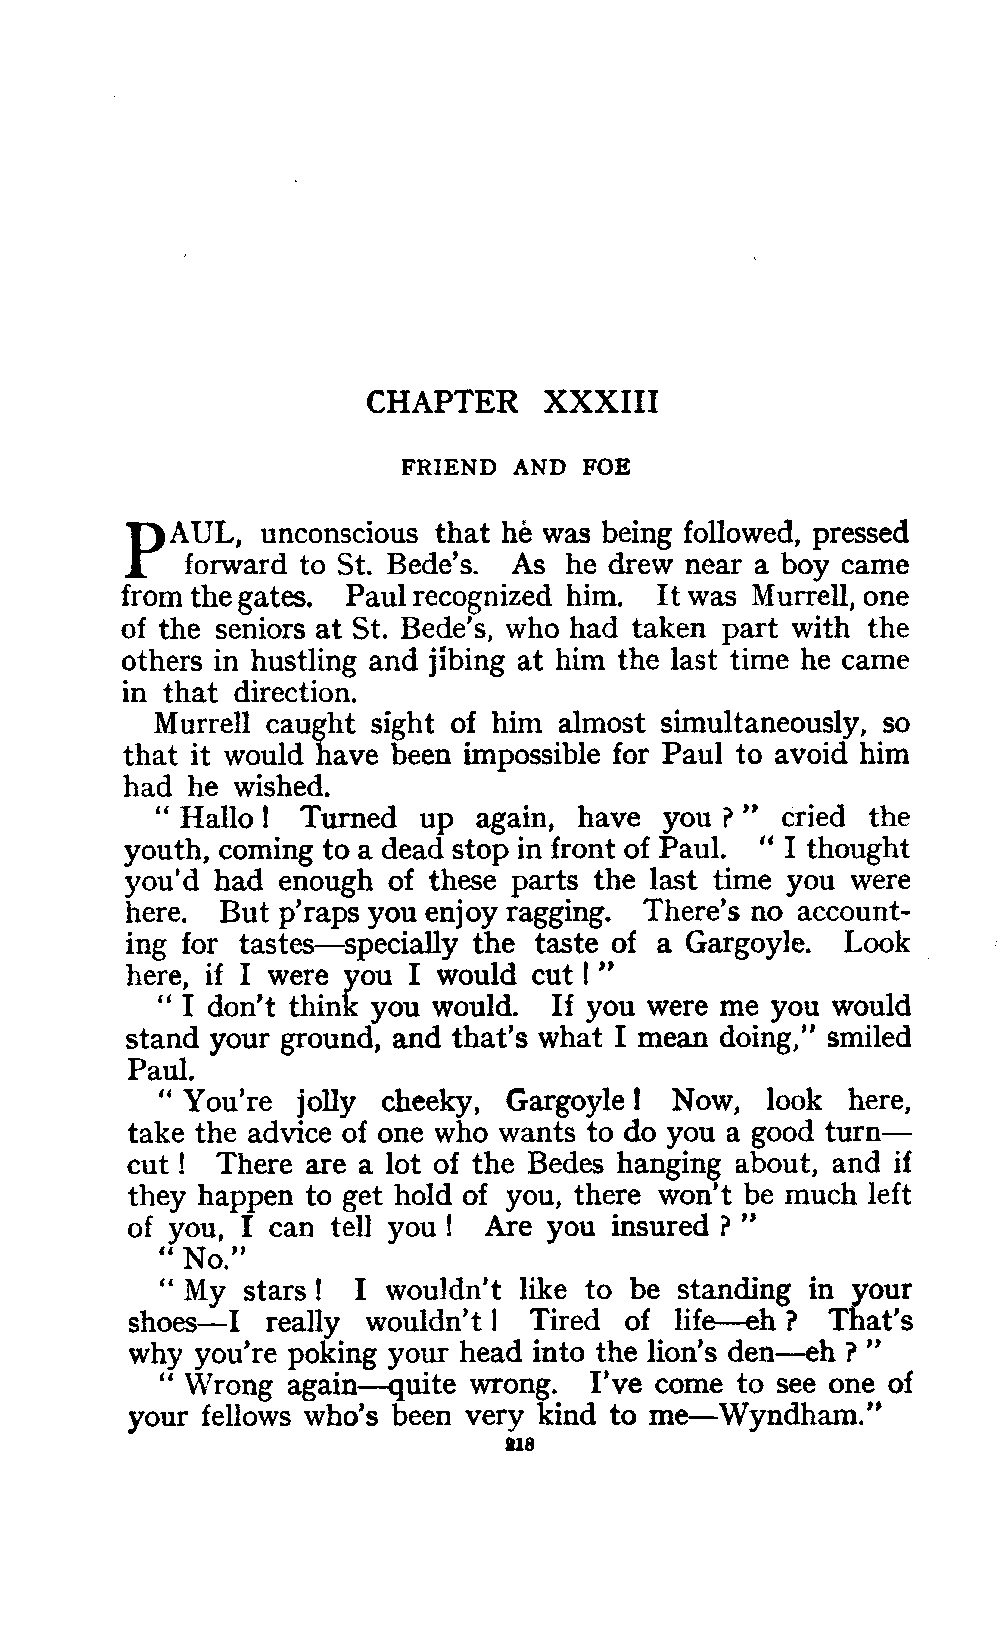 CHAPTER XXXIII
FRIEND AND FOE
PAUL, unconscious that he was being followed, pressed
forward to St. Bede's. As he drew near a boy came
from the gates. Paul recognized him. It was Murrell, one
of the seniors at St. Bede's, who had taken part with the
others in hustling and jibing at him the last time he came
in that direction.
Murrell caught sight of him almost simultaneously, so
that it would have been impossible for Paul to avoid him
had he wished.
" Hallo ! Turned up again, have you ? " cried the
youth, coming to a dead stop in front of Paul. " I thought
you'd had enough of these parts the last time you were
here. But p'raps you enjoy ragging. There's no account-
ing for tastes—specially the taste of a Gargoyle. Look
here, if I were you I would cut ! "
" I don't think you would. If you were me you would
stand your ground, and that's what I mean doing," smiled
Paul.
" You're jolly cheeky, Gargoyle ! Now, look here,
take the advice of one who wants to do you a good turn—
cut ! There are a lot of the Bedes hanging about, and if
they happen to get hold of you, there won't be much left
of you, I can tell you ! Are you insured ? "
" No."
" My stars ! I wouldn't like to be standing in your
shoes—I really wouldn't ! Tired of life—eh ? That's
why you're poking your head into the lion's den—eh ? "
" Wrong again—quite wrong. I've come to see one of
your fellows who's been very kind to me—Wyndham."
218